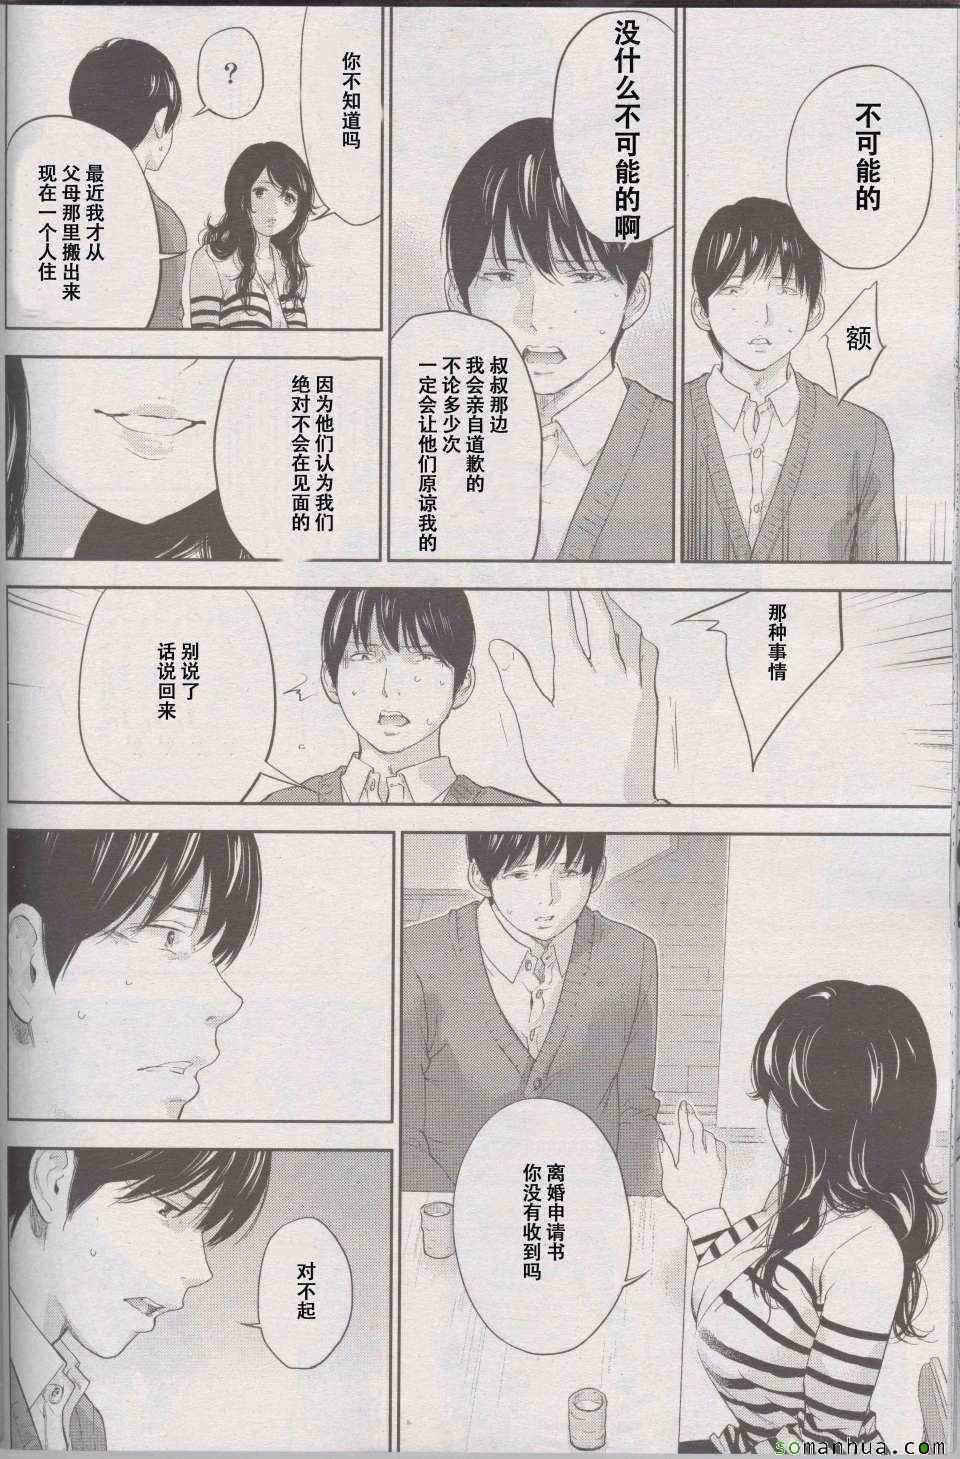 不可能的
额
没什么不可能的啊
叔叔那边
我会亲自道歉的
不论多少次
一定会让他们原谅我的
你不知道吗
?
最近我才从
父母那里搬出来
现在一个人住
因为他们认为我们
绝对不会在见面的
那种事情
别说了
话说回来
离婚申请书
你没有收到吗
对不起
somanhua.com